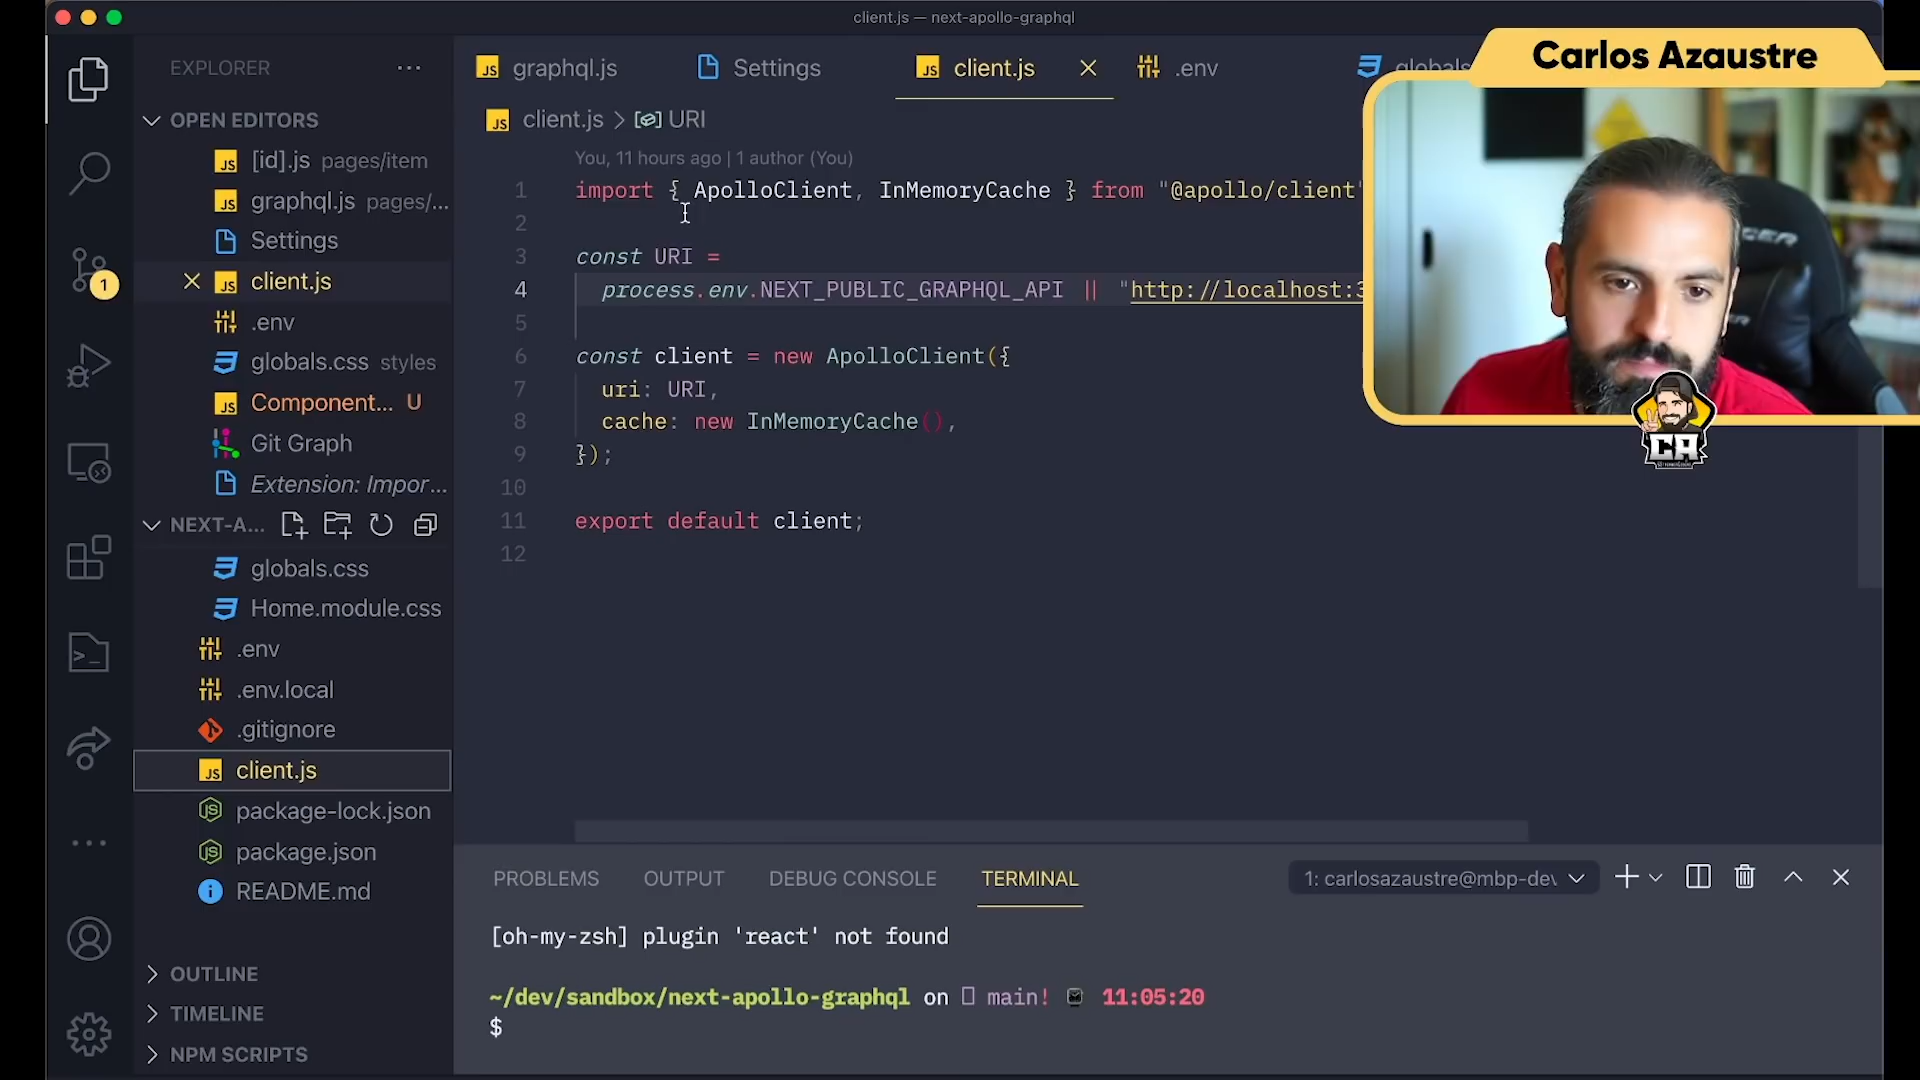 client.js — next-apollo-graphql
Carlos Azaustre
EXPLORER
OPEN EDITORS
[id].js pages/item
graphql.js pages/...
Settings
client.js
.env
globals.css styles
Component... U
Git Graph
Extension: Impor...
NEXT-A...
globals.css
Home.module.css
.env
.env.local
.gitignore
client.js
package-lock.json
package.json
README.md
OUTLINE
TIMELINE
NPM SCRIPTS
1
graphql.js
Settings
client.js
.env
globals
client.js > URI
You, 11 hours ago | 1 author (You)
1 import { ApolloClient, InMemoryCache } from "@apollo/client"
2
3 const URI =
4 process.env.NEXT_PUBLIC_GRAPHQL_API || "http://localhost:3
5
6 const client = new ApolloClient({
7 uri: URI,
8 cache: new InMemoryCache(),
9 });
10
11 export default client;
12
CA
PROBLEMS
OUTPUT
DEBUG CONSOLE
TERMINAL
1: carlosazaustre@mbp-dev
[oh-my-zsh] plugin 'react' not found
~/dev/sandbox/next-apollo-graphql on main! 11:05:20
$